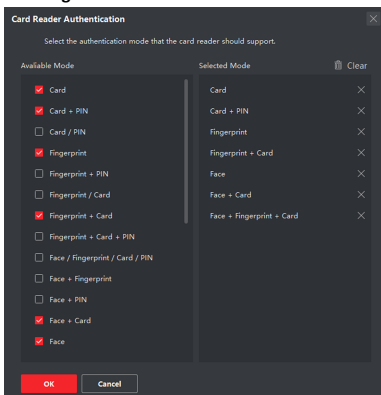 Card Reader Authentication
Select the authentication mode that the card reader should support.
Avaliable Mode
Card
Card + PIN
Card / PIN
Fingerprint
Fingerprint + PIN
Fingerprint / Card
Fingerprint + Card
Fingerprint + Card + PIN
Face / Fingerprint / Card / PIN
Face + Fingerprint
Face + PIN
Face + Card
Face
Selected Mode
Clear
Card
Card + PIN
Fingerprint
Fingerprint + Card
Face
Face + Card
Face + Fingerprint + Card
OK
Cancel